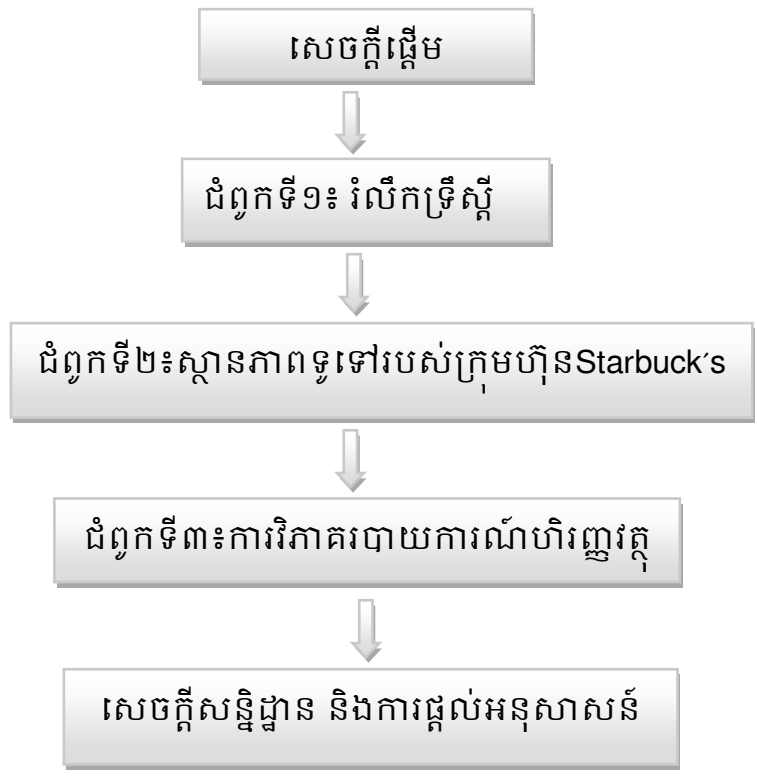 សេចក្តីផ្តើម
ជំពូកទី១៖ រំលឹកទ្រឹស្តី
ជំពូកទី២៖ស្ថានភាពទូទៅរបស់ក្រុមហ៊ុនStarbuck´s
ជំពូកទី៣៖ការវិភាគរបាយការណ៍ហិរញ្ញវត្ថុ
សេចក្តីសន្និដ្ឋាន និងការផ្តល់អនុសាសន៍